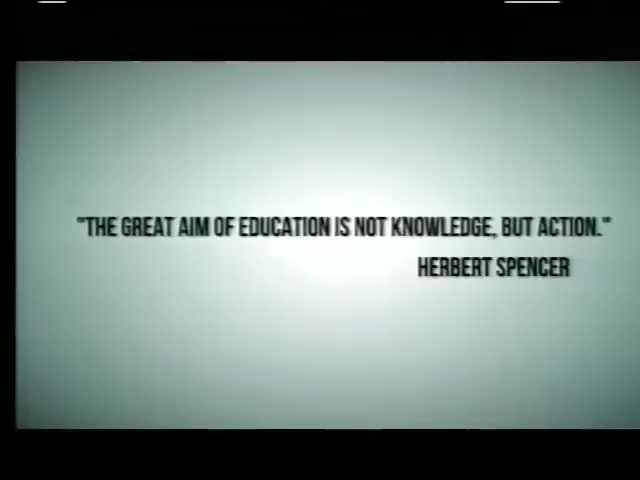 "THE GREAT AIM OF EDUCATION IS NOT KNOWLEDGE, BUT ACTION."
HERBERT SPENCER